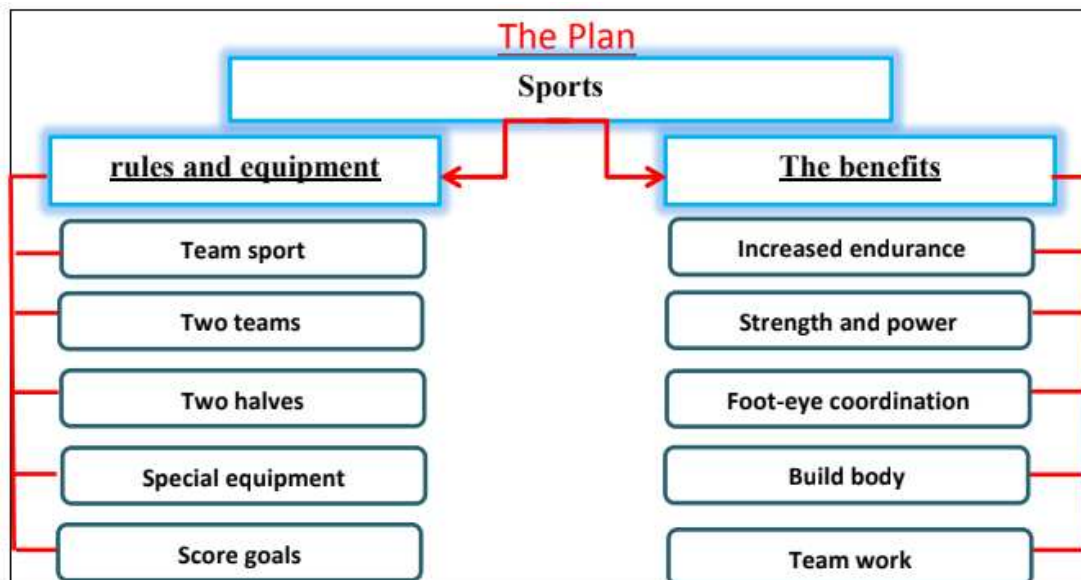 The Plan
Sports
rules and equipment
Team sport
Two teams
Two halves
Special equipment
Score goals
The benefits
Increased endurance
Strength and power
Foot-eye coordination
Build body
Team work